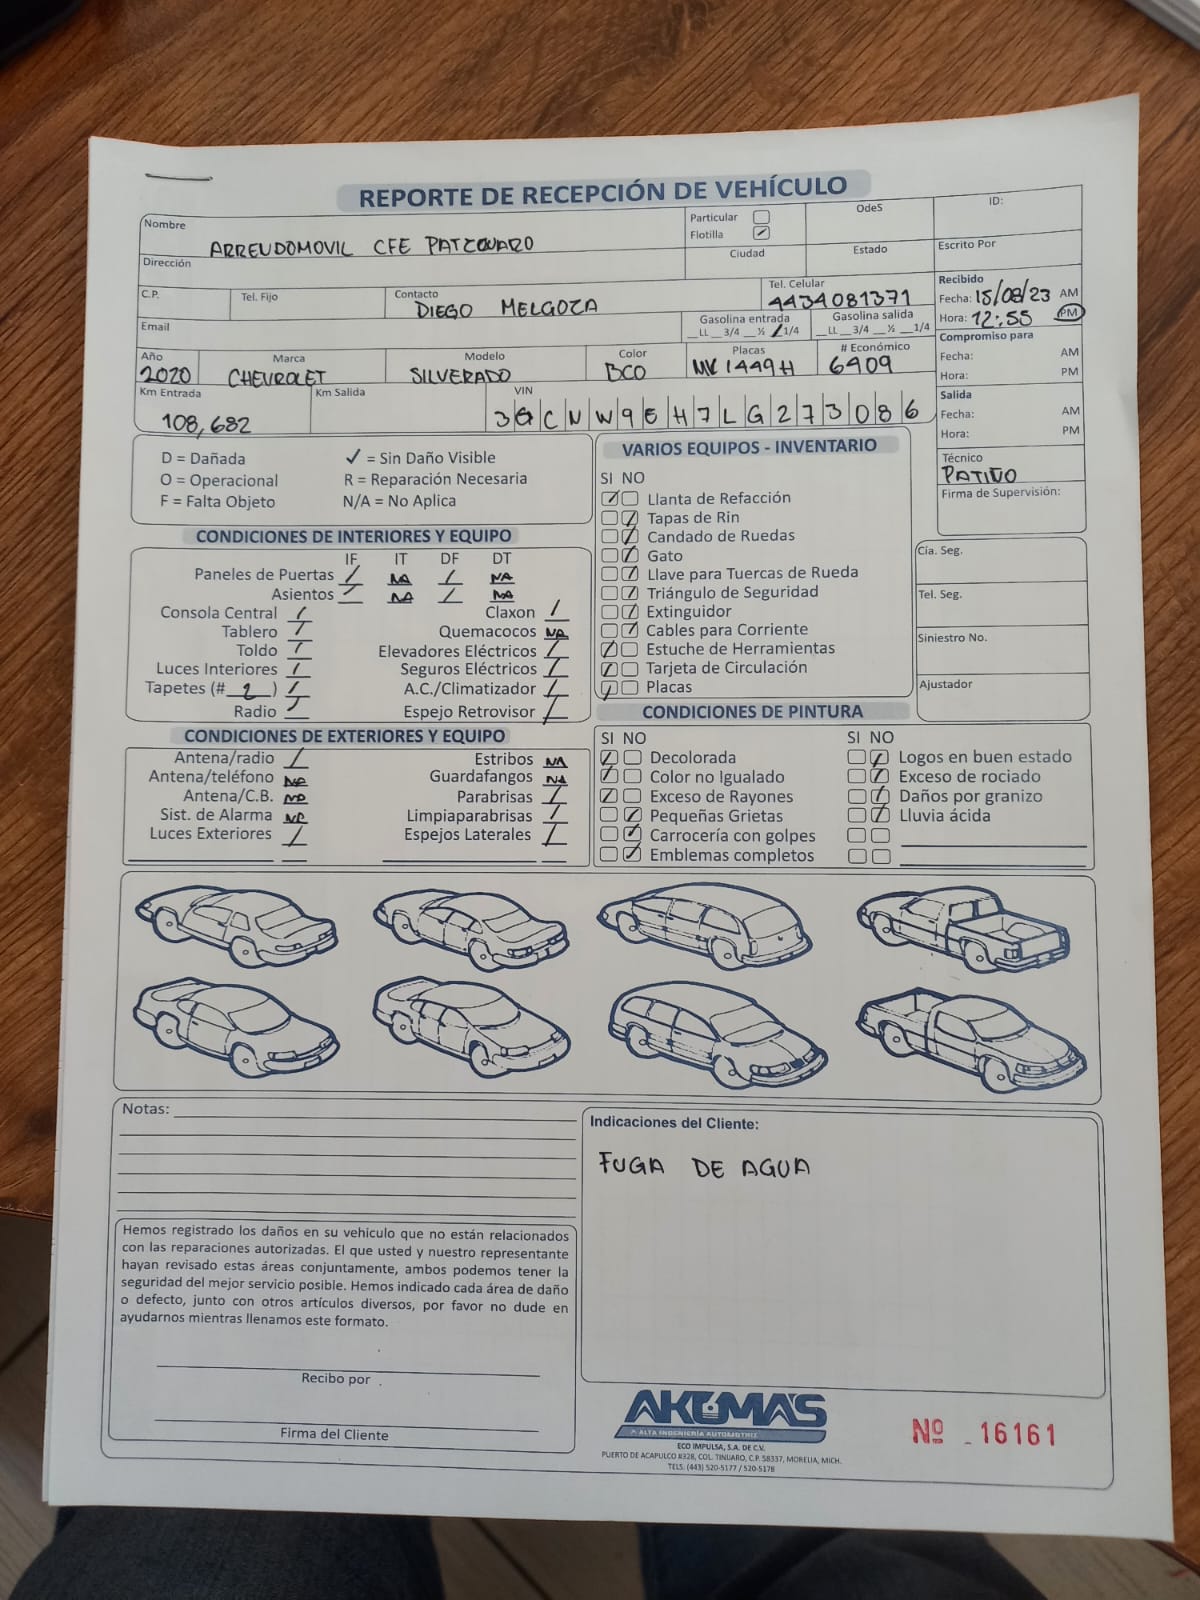 REPORTE DE RECEPCIÓN DE VEHÍCULO
Nombre ARRENDOMOVIL CFE PATZCUARO
Particular
Flotilla ✓
OdeS
ID:
Dirección
Ciudad
Estado
Escrito Por
C.P.
Tel. Fijo
Contacto DIEGO MELGOZA
Tel. Celular 4434081371
Recibido
Fecha: 15/08/23 AM
Hora: 12:55 PM
Email
Gasolina entrada
_LL _3/4 _½ ✓1/4
Gasolina salida
_LL _3/4 _½ _1/4
Compromiso para
Fecha: AM
Hora: PM
Año 2020
Marca CHEVROLET
Modelo SILVERADO
Color BCO
Placas
# Económico 6909
Km Entrada 108,682
Km Salida
VIN 3GCNW9EH7LG273086
Salida
Fecha: AM
Hora: PM
Técnico
PATIÑO
Firma de Supervisión:
D = Dañada
✓ = Sin Daño Visible
O = Operacional
R = Reparación Necesaria
F = Falta Objeto
N/A = No Aplica
CONDICIONES DE INTERIORES Y EQUIPO
IF IT DF DT
Paneles de Puertas / NA / NA
Asientos / NA / NA
Consola Central /
Claxon /
Tablero /
Quemacocos NA
Toldo /
Elevadores Eléctricos /
Luces Interiores /
Seguros Eléctricos /
Tapetes (# 2 ) /
A.C./Climatizador /
Radio /
Espejo Retrovisor /
CONDICIONES DE EXTERIORES Y EQUIPO
Antena/radio /
Estribos NA
Antena/teléfono NA
Guardafangos NA
Antena/C.B. NA
Parabrisas /
Sist. de Alarma NA
Limpiaparabrisas /
Luces Exteriores /
Espejos Laterales /
VARIOS EQUIPOS - INVENTARIO
SI NO
Llanta de Refacción
Tapas de Rin
Candado de Ruedas
Gato
Llave para Tuercas de Rueda
Triángulo de Seguridad
Extinguidor
Cables para Corriente
Estuche de Herramientas
Tarjeta de Circulación
Placas
Cía. Seg.
Tel. Seg.
Siniestro No.
Ajustador
CONDICIONES DE PINTURA
SI NO
SI NO
Decolorada
Logos en buen estado
Color no Igualado
Exceso de rociado
Exceso de Rayones
Daños por granizo
Pequeñas Grietas
Lluvia ácida
Carrocería con golpes
Emblemas completos
Notas:
Indicaciones del Cliente:
FUGA DE AGUA
Hemos registrado los daños en su vehiculo que no están relacionados
con las reparaciones autorizadas. El que usted y nuestro representante
hayan revisado estas áreas conjuntamente, ambos podemos tener la
seguridad del mejor servicio posible. Hemos indicado cada área de daño
o defecto, junto con otros artículos diversos, por favor no dude en
ayudarnos mientras llenamos este formato.
Recibo por
Firma del Cliente
AKUMA'S
ALTA INGENIERÍA AUTOMOTRIZ
ECO IMPULSA, S.A. DE C.V.
PUERTO DE ACAPULCO #328, COL. TINIJARO, C.P. 58337, MORELIA, MICH.
TELS. (443) 520-5177 / 520-5178
Nº 16161